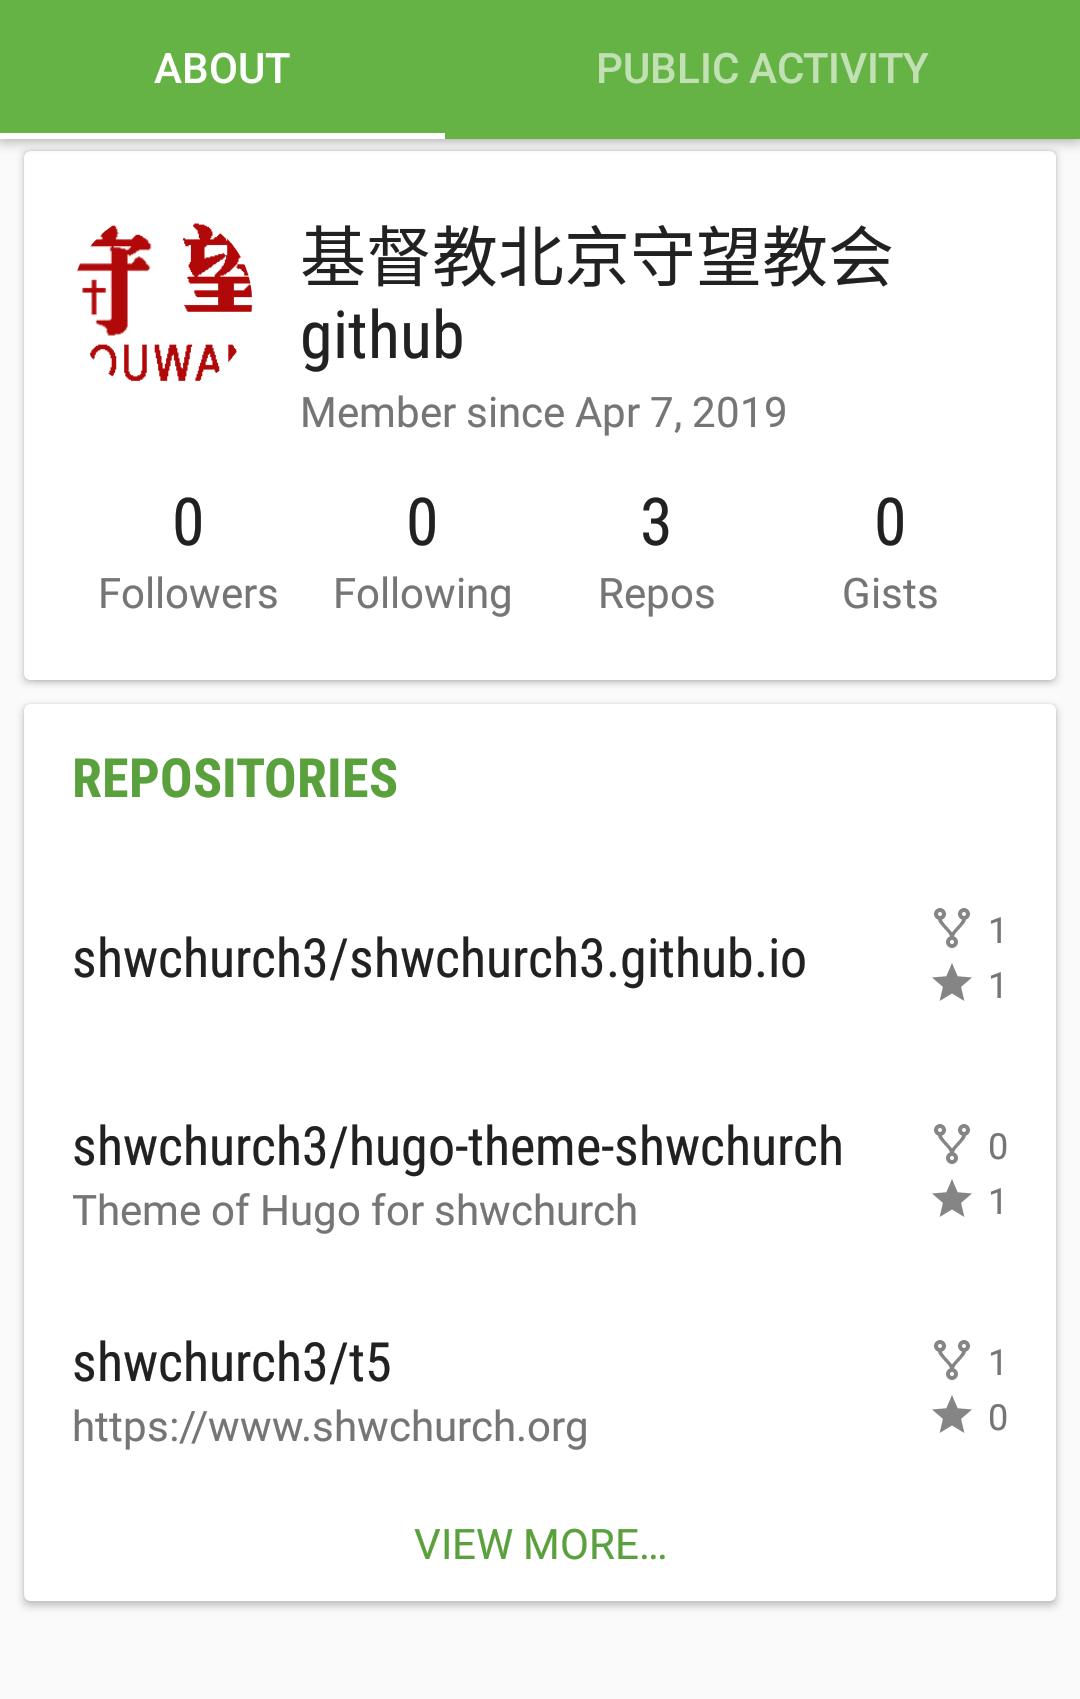 ABOUT
PUBLIC ACTIVITY
守望
OUWA
基督教北京守望教会
github
Member since Apr 7, 2019
0 0 3 0
Followers Following Repos Gists
REPOSITORIES
shwchurch3/shwchurch3.github.io
1
1
shwchurch3/hugo-theme-shwchurch
Theme of Hugo for shwchurch
0
1
shwchurch3/t5
https://www.shwchurch.org
1
0
VIEW MORE…